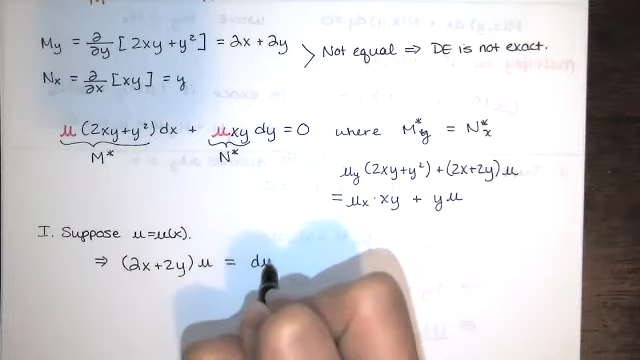 My = ∂/∂y [2xy+y²] = 2x+2y
Nx = ∂/∂x [xy] = y
Not equal ⇒ DE is not exact.
μ(2xy+y²)dx + μxy dy = 0 where M*y = N*x
M* N*
μy(2xy+y²)+(2x+2y)μ
= μx·xy + yμ
I. Suppose μ=μ(x).
⇒ (2x+2y)μ = dμ